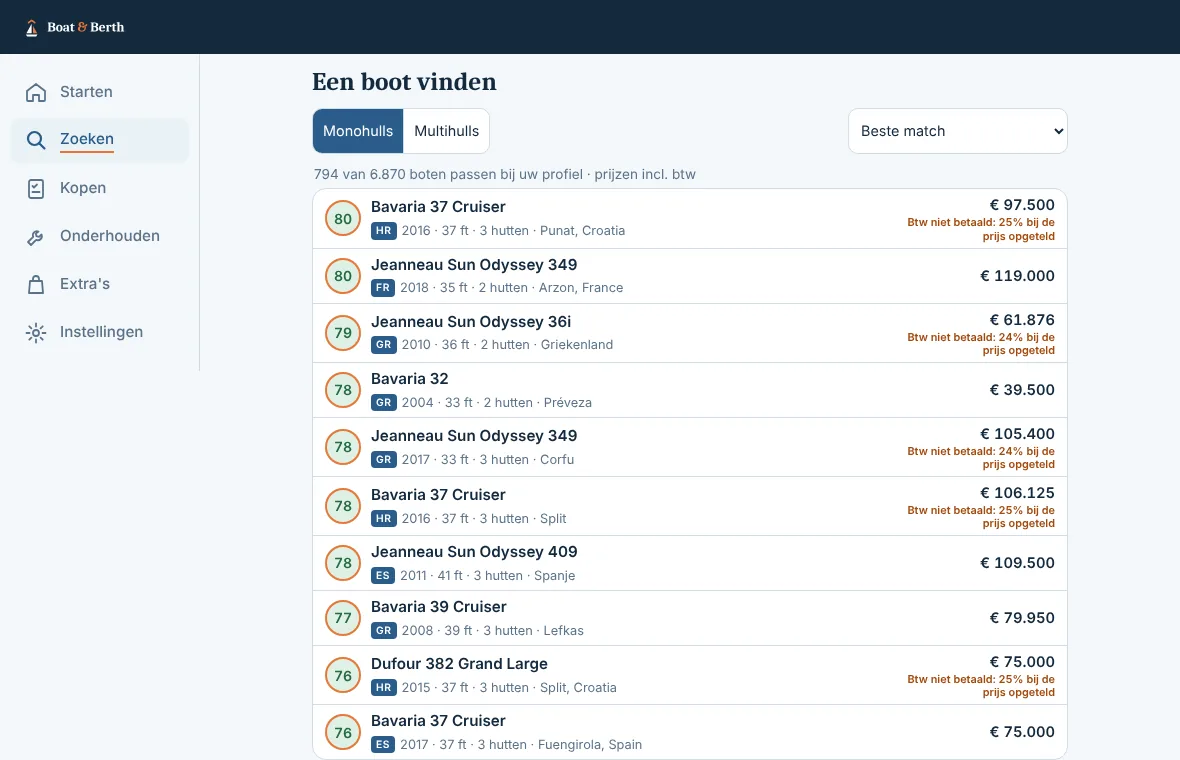 Boat & Berth
Starten
Zoeken
Kopen
Onderhouden
Extra's
Instellingen
Een boot vinden
Monohulls
Multihulls
Beste match
794 van 6.870 boten passen bij uw profiel · prijzen incl. btw
80
Bavaria 37 Cruiser
HR 2016 · 37 ft · 3 hutten · Punat, Croatia
€ 97.500
Btw niet betaald: 25% bij de
prijs opgeteld
80
Jeanneau Sun Odyssey 349
FR 2018 · 35 ft · 2 hutten · Arzon, France
€ 119.000
79
Jeanneau Sun Odyssey 36i
GR 2010 · 36 ft · 2 hutten · Griekenland
€ 61.876
Btw niet betaald: 24% bij de
prijs opgeteld
78
Bavaria 32
GR 2004 · 33 ft · 2 hutten · Préveza
€ 39.500
78
Jeanneau Sun Odyssey 349
GR 2017 · 33 ft · 3 hutten · Corfu
€ 105.400
Btw niet betaald: 24% bij de
prijs opgeteld
78
Bavaria 37 Cruiser
HR 2016 · 37 ft · 3 hutten · Split
€ 106.125
Btw niet betaald: 25% bij de
prijs opgeteld
78
Jeanneau Sun Odyssey 409
ES 2011 · 41 ft · 3 hutten · Spanje
€ 109.500
77
Bavaria 39 Cruiser
GR 2008 · 39 ft · 3 hutten · Lefkas
€ 79.950
76
Dufour 382 Grand Large
HR 2015 · 37 ft · 3 hutten · Split, Croatia
€ 75.000
Btw niet betaald: 25% bij de
prijs opgeteld
76
Bavaria 37 Cruiser
ES 2017 · 37 ft · 3 hutten · Fuengirola, Spain
€ 75.000